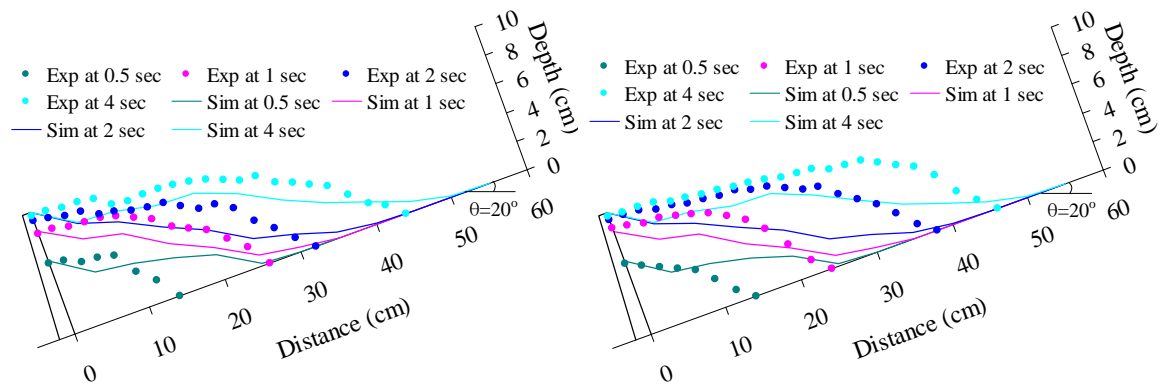 Exp at 0.5 sec Exp at 1 sec Exp at 2 sec
Exp at 4 sec Sim at 0.5 sec Sim at 1 sec
Sim at 2 sec Sim at 4 sec
10
8
6
4
2
0
Depth (cm)
θ=20º
0
10
20
30
40
50
60
Distance (cm)
Exp at 0.5 sec Exp at 1 sec Exp at 2 sec
Exp at 4 sec Sim at 0.5 sec Sim at 1 sec
Sim at 2 sec Sim at 4 sec
10
8
6
4
2
0
Depth (cm)
θ=20º
0
10
20
30
40
50
60
Distance (cm)